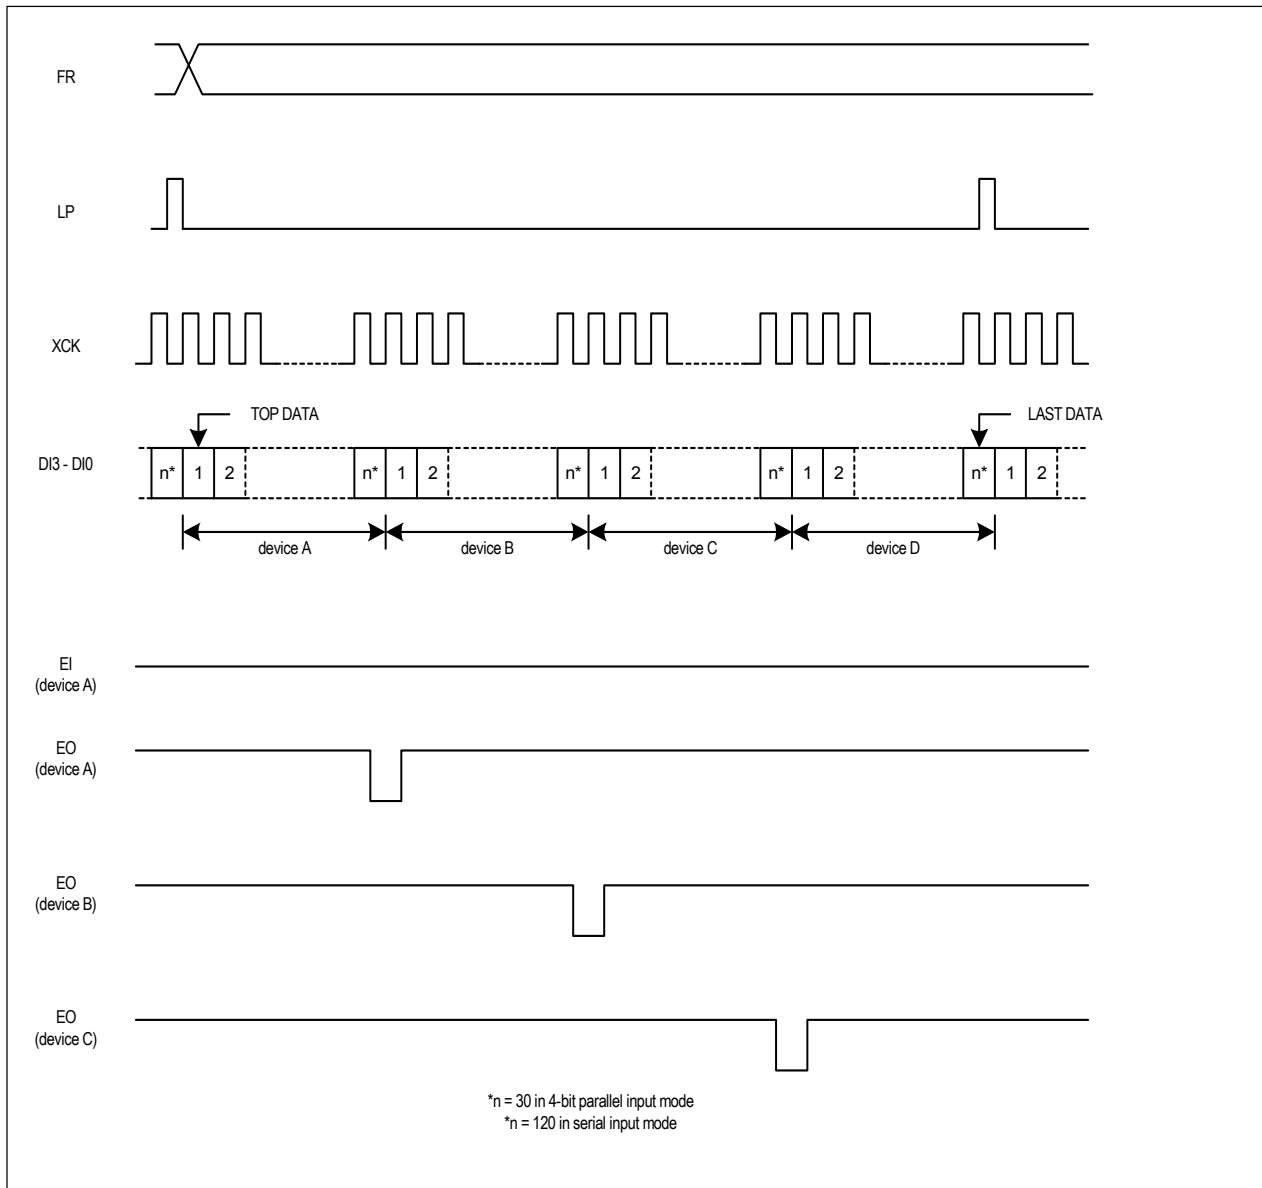 FR
LP
XCK
TOP DATA
LAST DATA
DI3 - DI0
n* 1 2 n* 1 2 n* 1 2 n* 1 2 n* 1 2
device A device B device C device D
EI
(device A)
EO
(device A)
EO
(device B)
EO
(device C)
*n = 30 in 4-bit parallel input mode
*n = 120 in serial input mode